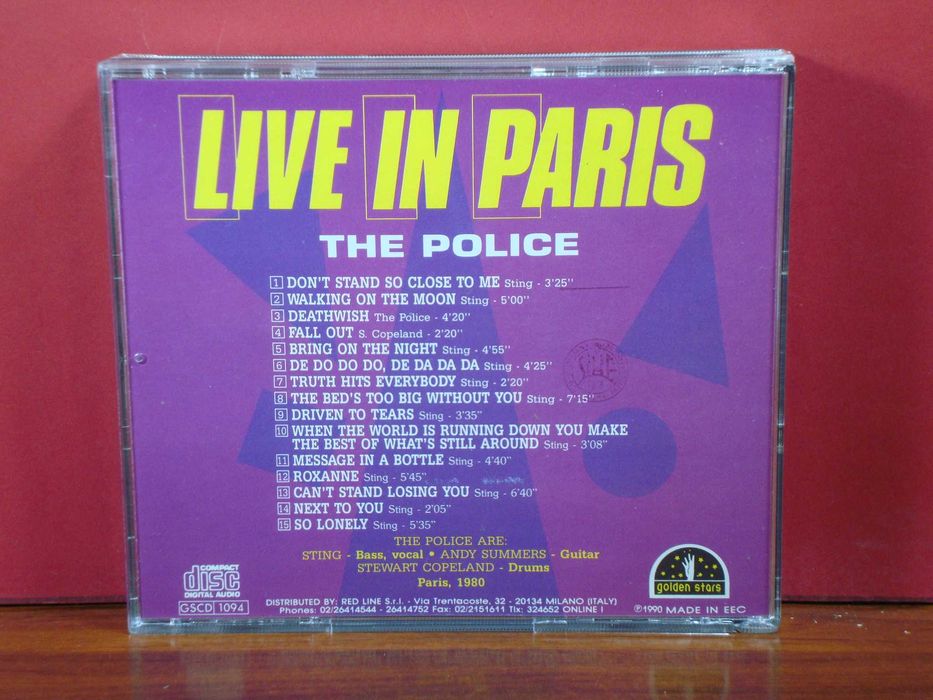 LIVE IN PARIS
THE POLICE
1 DON'T STAND SO CLOSE TO ME Sting - 3'25''
2 WALKING ON THE MOON Sting - 5'00''
3 DEATHWISH The Police - 4'20''
4 FALL OUT S. Copeland - 2'20''
5 BRING ON THE NIGHT Sting - 4'55''
6 DE DO DO DO, DE DA DA DA Sting - 4'25''
7 TRUTH HITS EVERYBODY Sting - 2'20''
8 THE BED'S TOO BIG WITHOUT YOU Sting - 7'15''
9 DRIVEN TO TEARS Sting - 3'35''
10 WHEN THE WORLD IS RUNNING DOWN YOU MAKE
THE BEST OF WHAT'S STILL AROUND Sting - 3'08''
11 MESSAGE IN A BOTTLE Sting - 4'40''
12 ROXANNE Sting - 5'45''
13 CAN'T STAND LOSING YOU Sting - 6'40''
14 NEXT TO YOU Sting - 2'05''
15 SO LONELY Sting - 5'35''
THE POLICE ARE:
STING - Bass, vocal • ANDY SUMMERS - Guitar
STEWART COPELAND - Drums
Paris, 1980
COMPACT
disc
DIGITAL AUDIO
GSCD 1094
DISTRIBUTED BY: RED LINE S.r.l. - Via Trentacoste, 32 - 20134 MILANO (ITALY)
Phones: 02/26414544 - 26414752 Fax: 02/2151611 Tlx: 324652 ONLINE I
golden stars
℗1990 MADE IN EEC